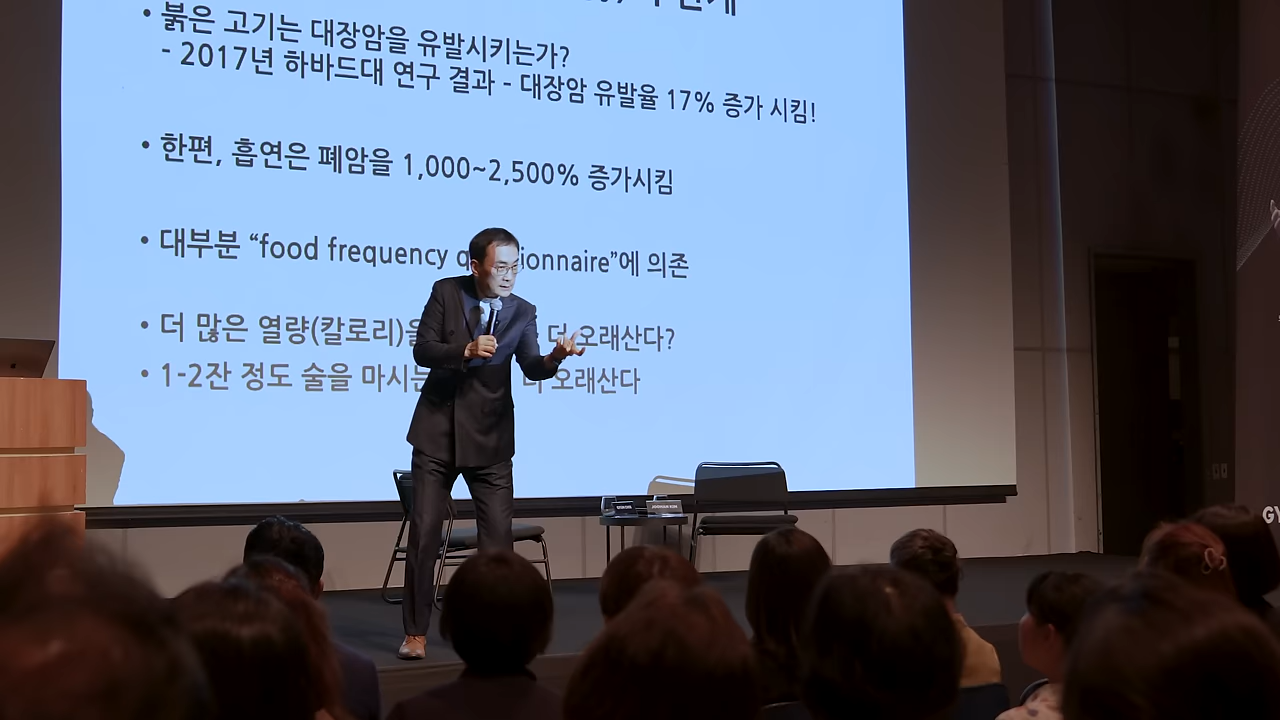 • 붉은 고기는 대장암을 유발시키는가?
- 2017년 하바드대 연구 결과 - 대장암 유발율 17% 증가 시킴!
• 한편, 흡연은 폐암을 1,000~2,500% 증가시킴
• 대부분 “food frequency q ionnaire”에 의존
• 더 많은 열량(칼로리)을 더 오래산다?
• 1-2잔 정도 술을 마시는 더 오래산다